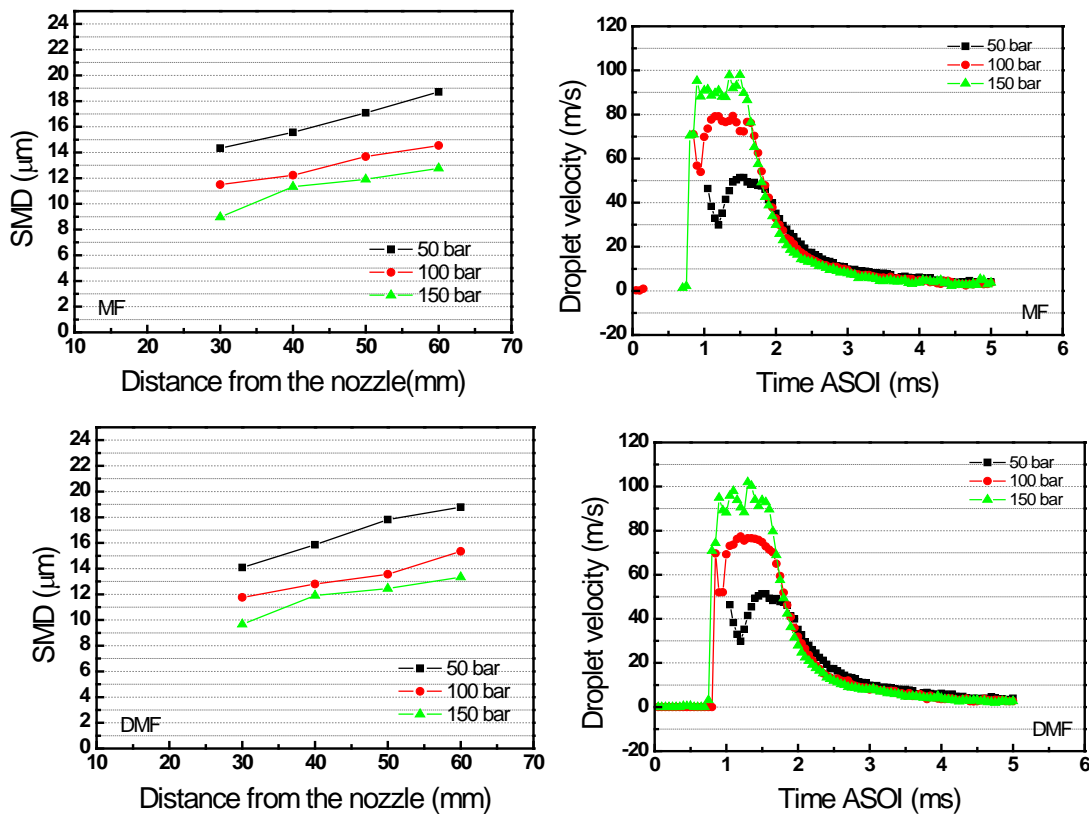 24
22
20
18
16
14
12
10
8
6
4
2
0
SMD (μm)
50 bar
100 bar
150 bar
MF
10 20 30 40 50 60 70
Distance from the nozzle(mm)
120
100
80
60
40
20
0
-20
Droplet velocity (m/s)
50 bar
100 bar
150 bar
MF
0 1 2 3 4 5 6
Time ASOI (ms)
24
22
20
18
16
14
12
10
8
6
4
2
0
SMD (μm)
50 bar
100 bar
150 bar
DMF
10 20 30 40 50 60 70
Distance from the nozzle (mm)
120
100
80
60
40
20
0
-20
Droplet velocity (m/s)
50 bar
100 bar
150 bar
DMF
0 1 2 3 4 5 6
Time ASOI (ms)